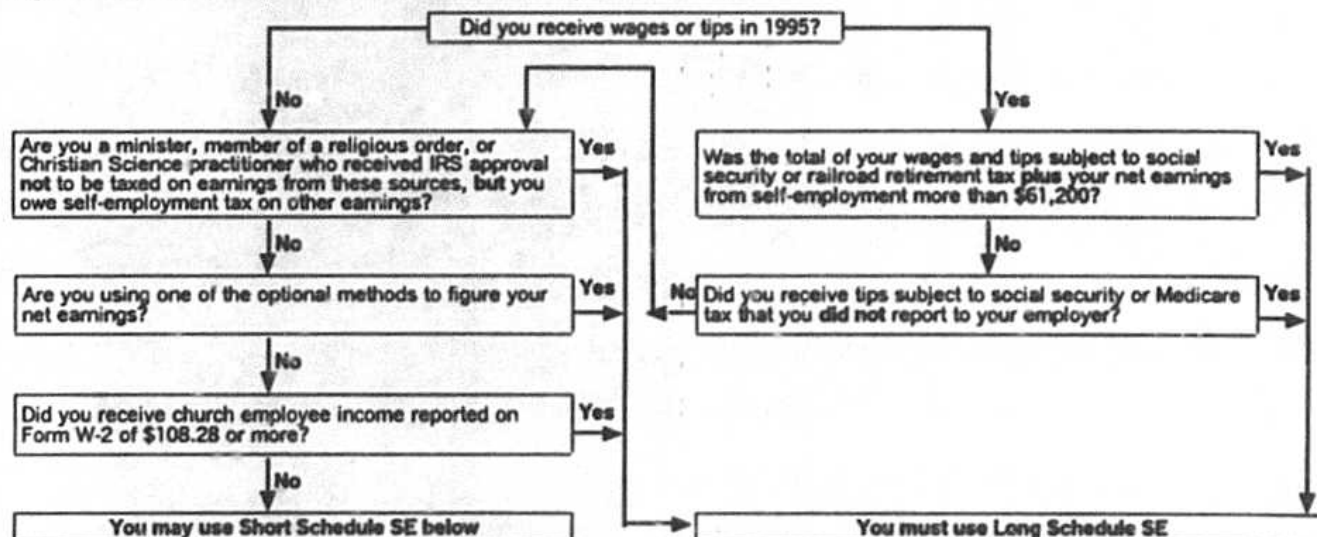 Did you receive wages or tips in 1995?
No
Yes
Are you a minister, member of a religious order, or
Christian Science practitioner who received IRS approval
not to be taxed on earnings from these sources, but you
owe self-employment tax on other earnings?
Yes
Was the total of your wages and tips subject to social
security or railroad retirement tax plus your net earnings
from self-employment more than $61,200?
Yes
No
No
Are you using one of the optional methods to figure your
net earnings?
Yes
No
Did you receive tips subject to social security or Medicare
tax that you did not report to your employer?
Yes
No
Did you receive church employee income reported on
Form W-2 of $108.28 or more?
Yes
No
You may use Short Schedule SE below
You must use Long Schedule SE